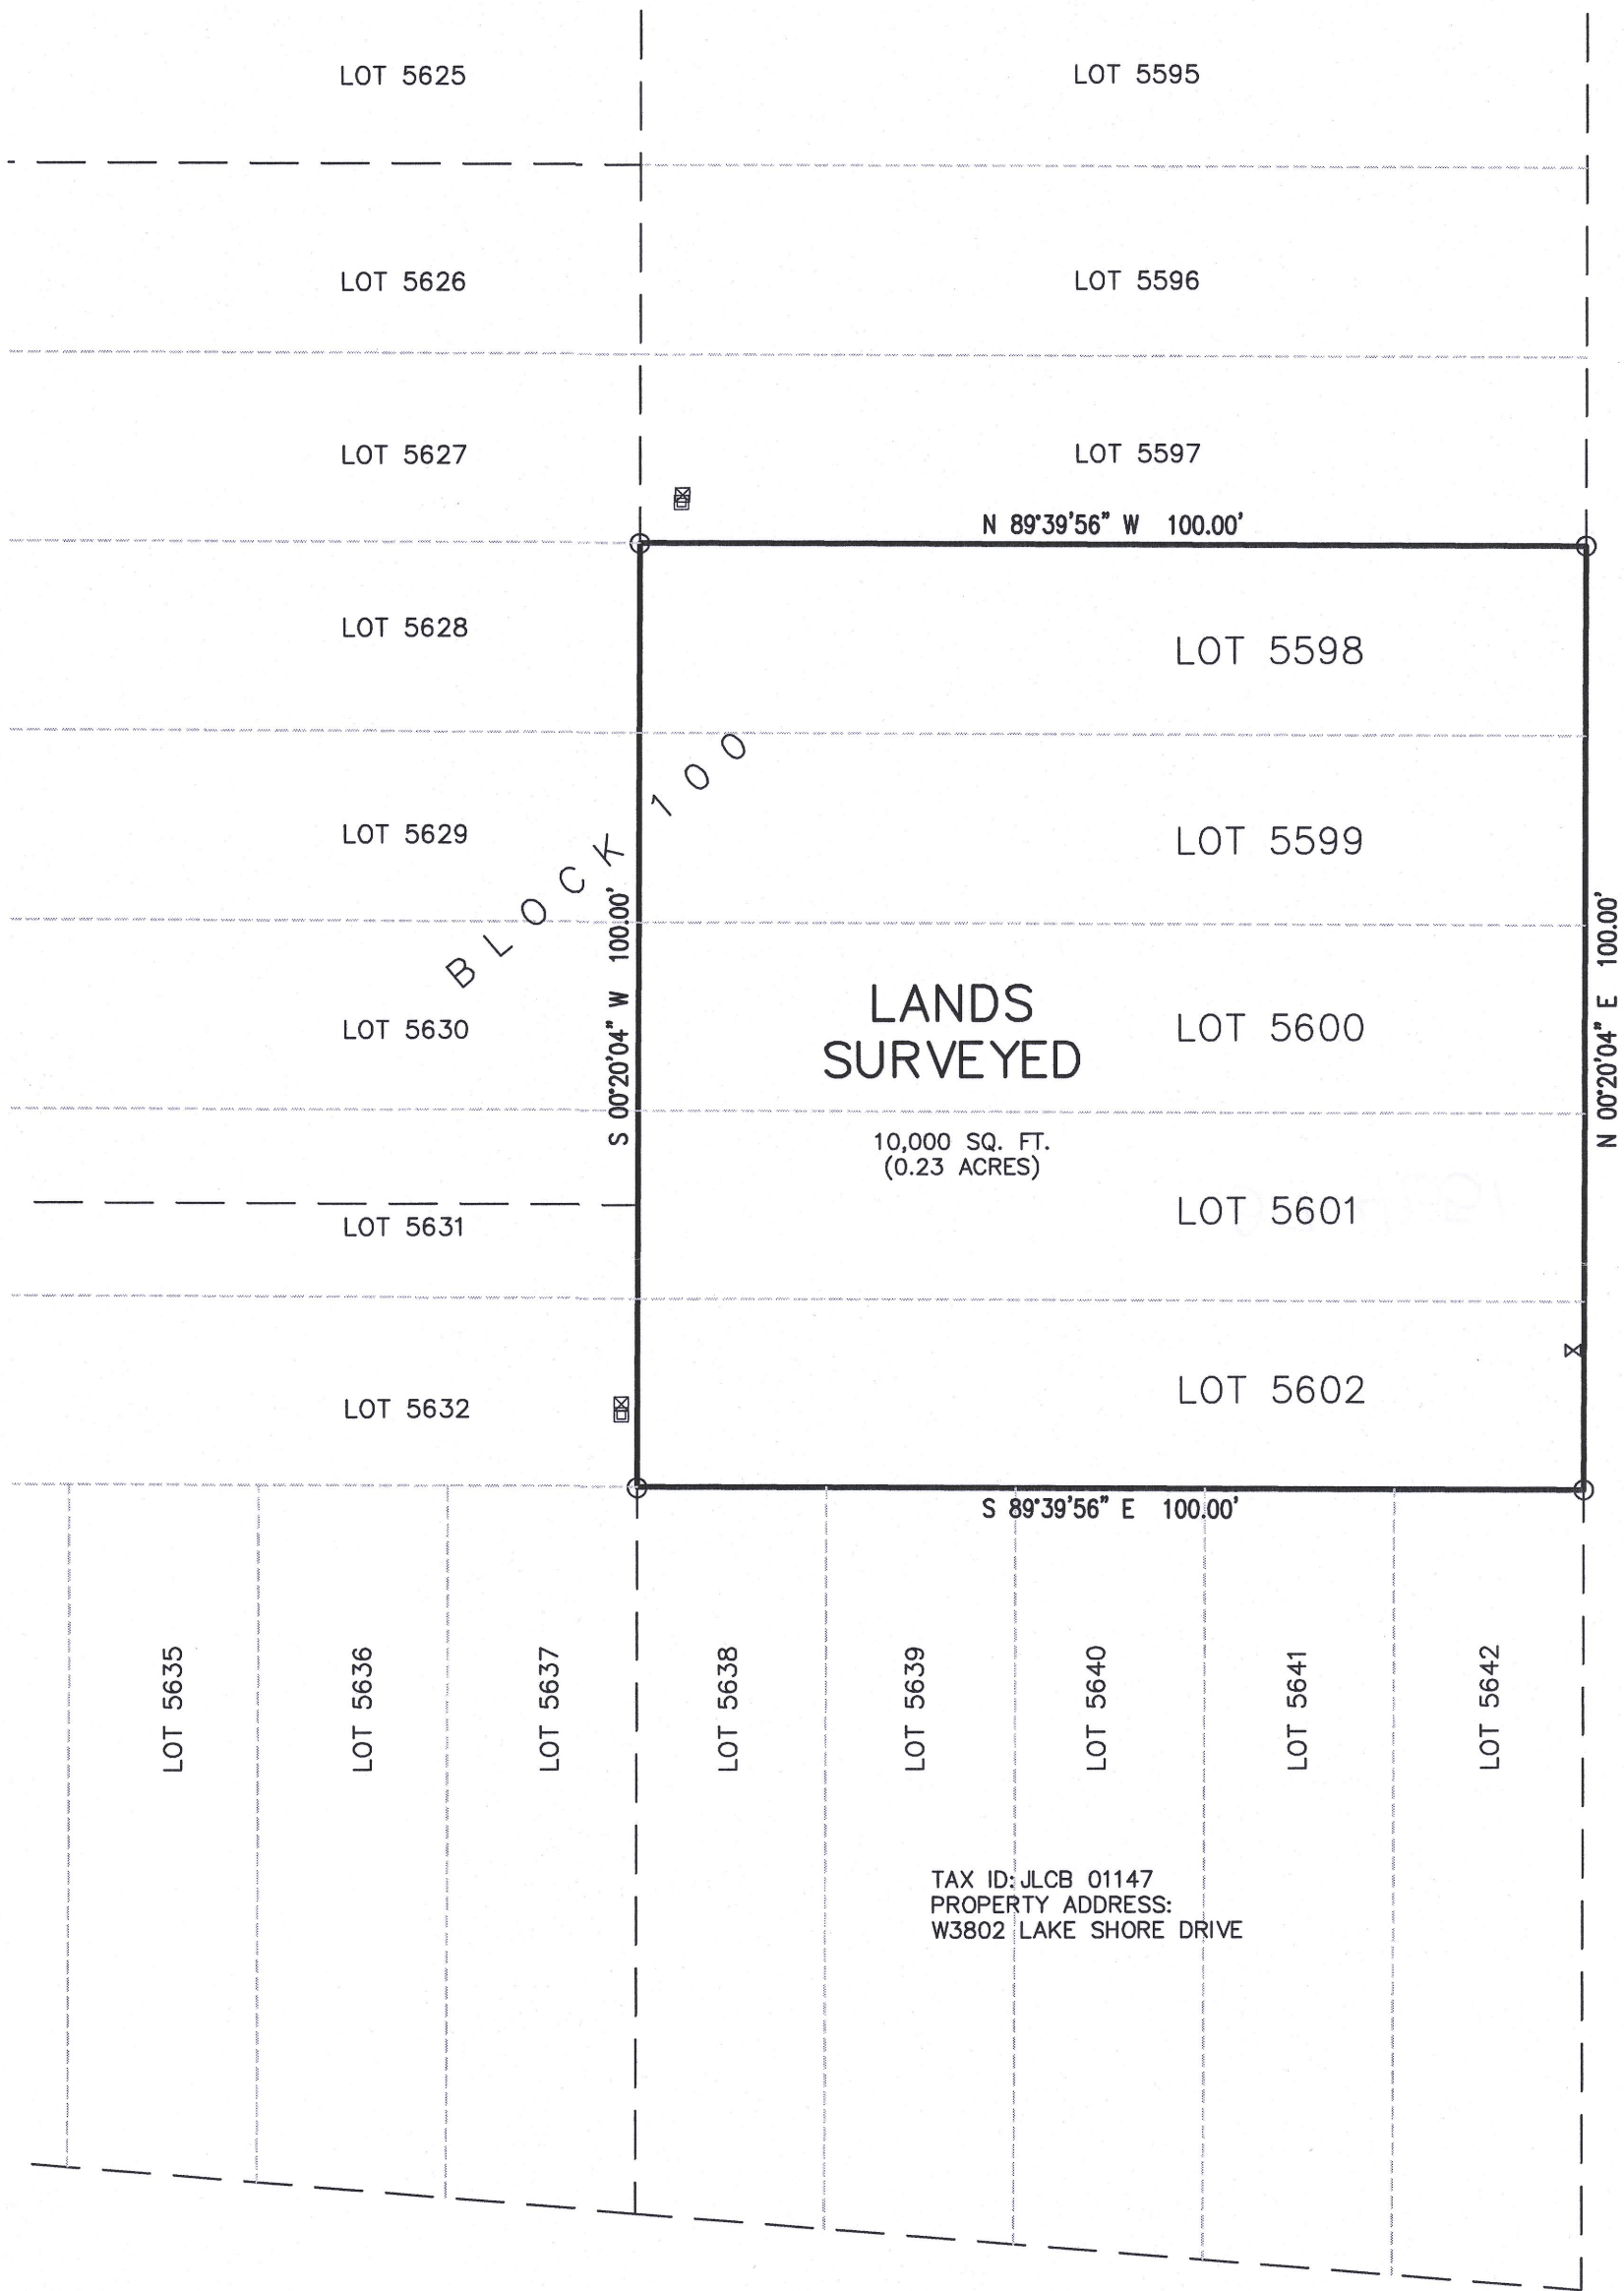 LOT 5625
LOT 5595
LOT 5626
LOT 5596
LOT 5627
LOT 5597
N 89°39'56" W 100.00'
LOT 5628
LOT 5598
BLOCK 100
LOT 5629
LOT 5599
S 00°20'04" W 100.00'
N 00°20'04" E 100.00'
LANDS
SURVEYED
LOT 5630
LOT 5600
10,000 SQ. FT.
(0.23 ACRES)
LOT 5631
LOT 5601
LOT 5632
LOT 5602
S 89°39'56" E 100.00'
LOT 5635
LOT 5636
LOT 5637
LOT 5638
LOT 5639
LOT 5640
LOT 5641
LOT 5642
TAX ID: JLCB 01147
PROPERTY ADDRESS:
W3802 LAKE SHORE DRIVE